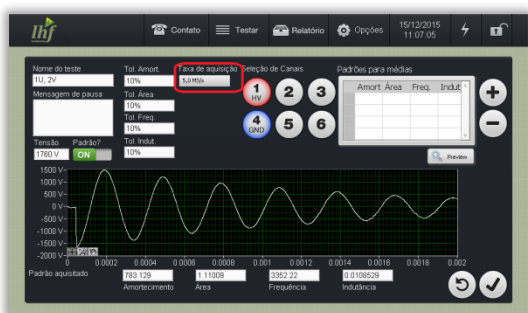 lhf
Contato
Testar
Relatório
Opções
15/12/2015
11:07:05
Nome do teste
1U, 2V
Mensagem de pausa
Tensão
Padrão?
1760 V
ON
Tol. Amort.
10%
Tol. Área
10%
Tol. Freq.
10%
Tol. Indut.
10%
Taxa de aquisição
5,0 MS/s
Seleção de Canais
1
HV
2
3
4
GND
5
6
Padrões para médias
Amort Área Freq. Indut
Preview
1500 V
1000 V
500 V
0 V
-500 V
-1000 V
-1500 V
-2000 V
0 0.0002 0.0004 0.0006 0.0008 0.001 0.0012 0.0014 0.0016 0.0018 0.002
Padrão aquisitado
783.129
1.11009
3352.22
0.0108529
Amortecimento
Área
Frequência
Indutância